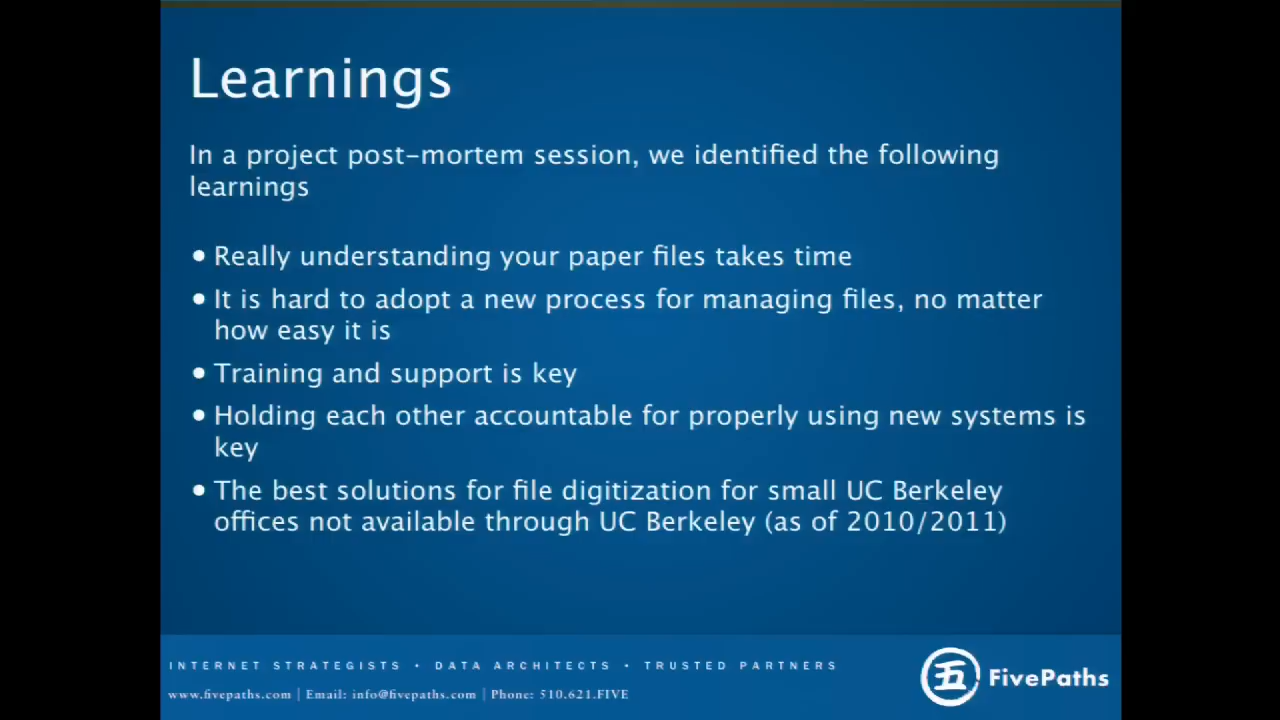 Learnings
In a project post-mortem session, we identified the following
learnings
• Really understanding your paper files takes time
• It is hard to adopt a new process for managing files, no matter
how easy it is
• Training and support is key
• Holding each other accountable for properly using new systems is
key
• The best solutions for file digitization for small UC Berkeley
offices not available through UC Berkeley (as of 2010/2011)
INTERNET STRATEGISTS • DATA ARCHITECTS • TRUSTED PARTNERS
www.fivepaths.com | Email: info@fivepaths.com | Phone: 510.621.FIVE
五 FivePaths